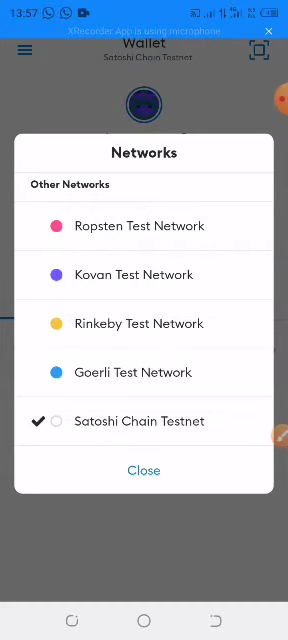 13:57
XRecorder App is using microphone
Wallet
Satoshi Chain Testnet
Networks
Other Networks
Ropsten Test Network
Kovan Test Network
Rinkeby Test Network
Goerli Test Network
Satoshi Chain Testnet
Close